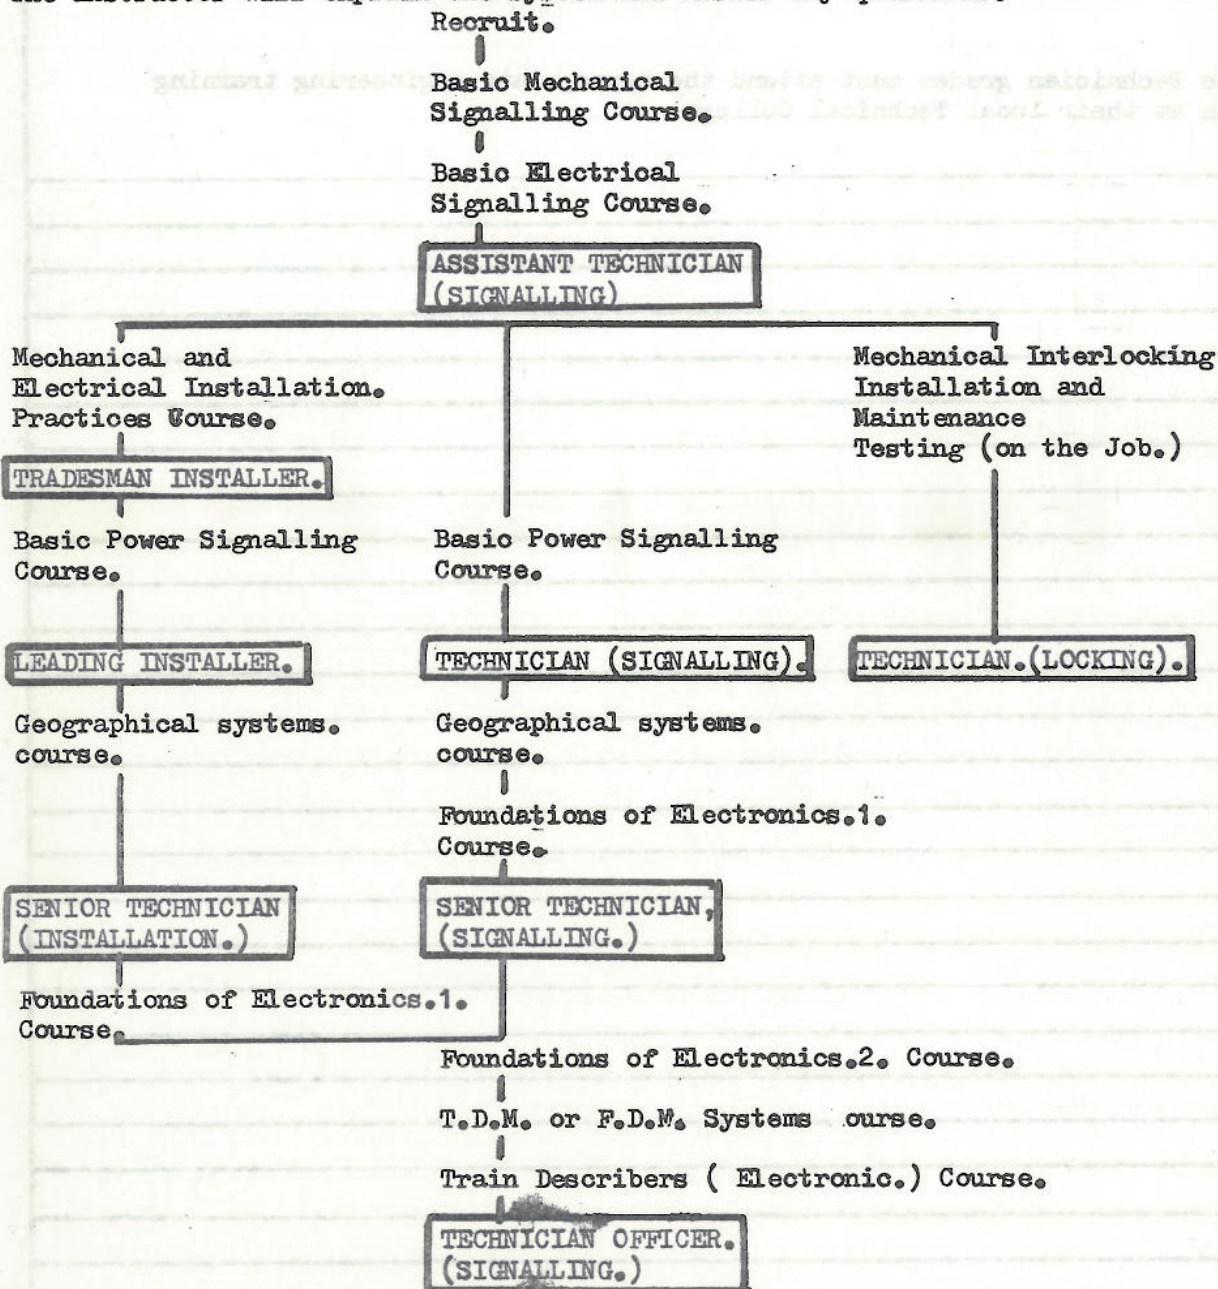 Recruit.
Basic Mechanical
Signalling Course.
Basic Electrical
Signalling Course.
ASSISTANT TECHNICIAN
(SIGNALLING)
Mechanical and
Electrical Installation.
Practices Course.
TRADESMAN INSTALLER.
Basic Power Signalling
Course.
LEADING INSTALLER.
Geographical systems.
course.
SENIOR TECHNICIAN
(INSTALLATION.)
Foundations of Electronics.1.
Course.
Basic Power Signalling
Course.
TECHNICIAN (SIGNALLING).
Geographical systems.
course.
Foundations of Electronics.1.
Course.
SENIOR TECHNICIAN,
(SIGNALLING.)
Mechanical Interlocking
Installation and
Maintenance
Testing (on the Job.)
TECHNICIAN.(LOCKING).
Foundations of Electronics.2. Course.
T.D.M. or F.D.M. Systems ourse.
Train Describers ( Electronic.) Course.
TECHNICIAN OFFICER.
(SIGNALLING.)